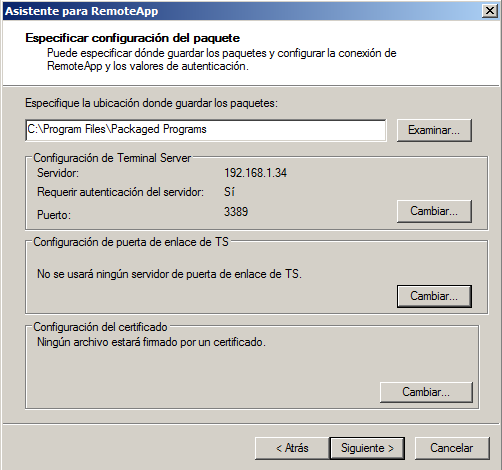 Asistente para RemoteApp
Especificar configuración del paquete
Puede especificar dónde guardar los paquetes y configurar la conexión de
RemoteApp y los valores de autenticación.
Especifique la ubicación donde guardar los paquetes:
C:\Program Files\Packaged Programs
Examinar...
Configuración de Terminal Server
Servidor: 192.168.1.34
Requerir autenticación del servidor: Sí
Puerto: 3389
Cambiar...
Configuración de puerta de enlace de TS
No se usará ningún servidor de puerta de enlace de TS.
Cambiar...
Configuración del certificado
Ningún archivo estará firmado por un certificado.
Cambiar...
< Atrás Siguiente > Cancelar